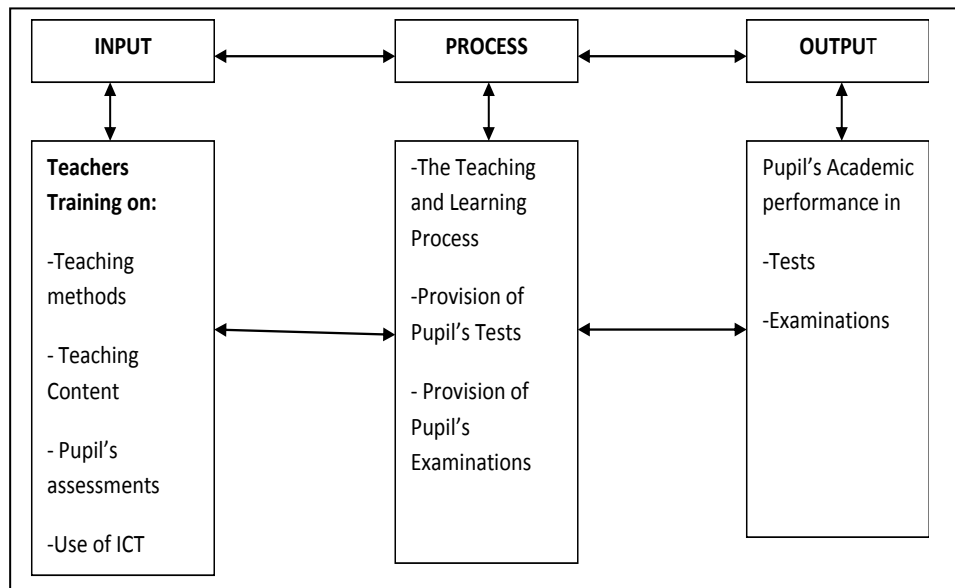 INPUT
PROCESS
OUTPUT
Teachers
Training on:
-Teaching
methods
- Teaching
Content
- Pupil’s
assessments
-Use of ICT
-The Teaching
and Learning
Process
-Provision of
Pupil’s Tests
- Provision of
Pupil’s
Examinations
Pupil’s Academic
performance in
-Tests
-Examinations